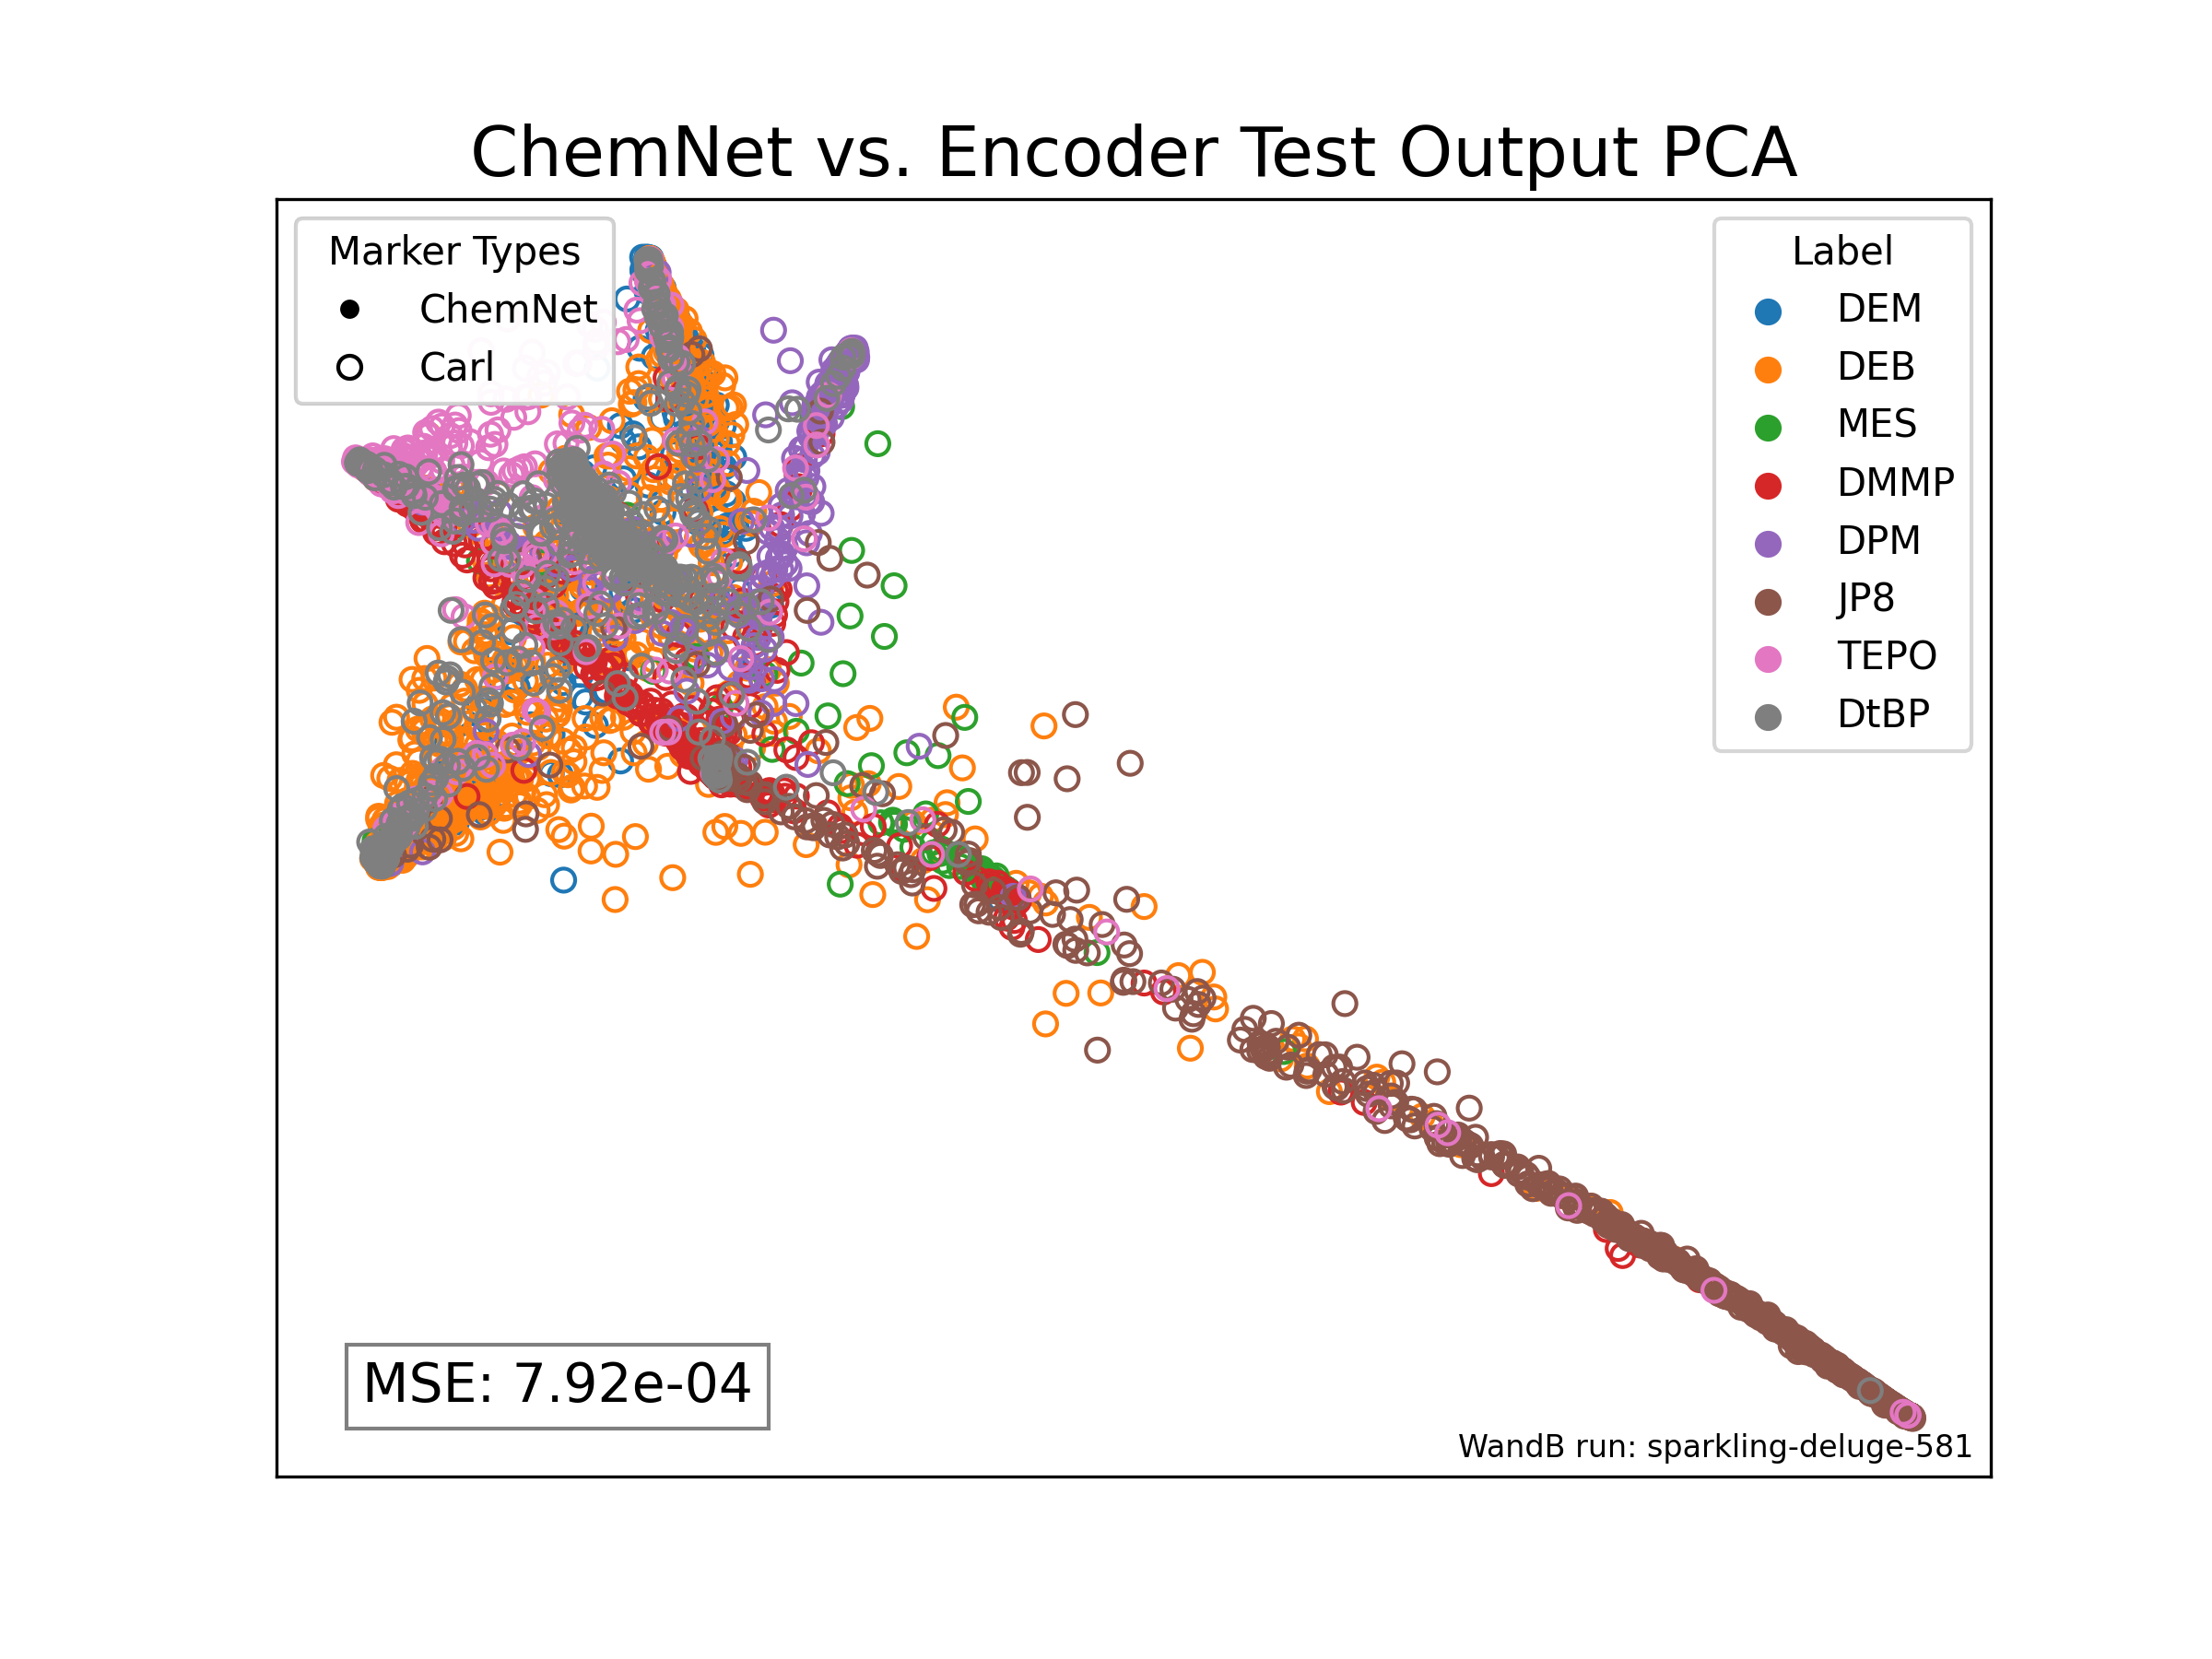 ChemNet vs. Encoder Test Output PCA
Marker Types
ChemNet
Carl
Label
DEM
DEB
MES
DMMP
DPM
JP8
TEPO
DtBP
MSE: 7.92e-04
WandB run: sparkling-deluge-581